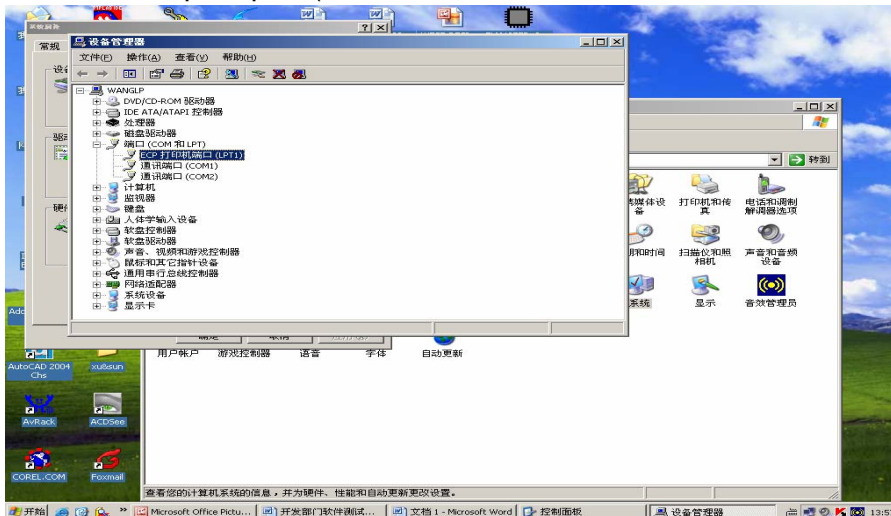 设备管理器
常规
文件(F) 操作(A) 查看(V) 帮助(H)
WANGLP
DVD/CD-ROM 驱动器
IDE ATA/ATAPI 控制器
处理器
磁盘驱动器
端口 (COM 和 LPT)
ECP 打印机端口 (LPT1)
通讯端口 (COM1)
通讯端口 (COM2)
计算机
监视器
键盘
人体学输入设备
软盘控制器
软盘驱动器
声音、视频和游戏控制器
鼠标和其它指针设备
通用串行总线控制器
网络适配器
系统设备
显示卡
转到
打印机和传真
电话和调制解调器选项
扫描仪和照相机
声音和音频设备
系统
显示
音效管理员
用户帐户
游戏控制器
语音
字体
自动更新
AutoCAD 2004 Chs
xu&sun
AvRack
ACDSee
COREL.COM
Foxmail
查看您的计算机系统的信息，并为硬件、性能和自动更新更改设置。
开始
Microsoft Office Pictu...
开发部门软件测试...
文档 1 - Microsoft Word
控制面板
设备管理器